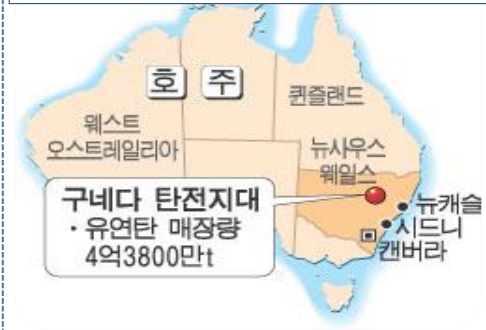 호 주
퀸즐랜드
웨스트
오스트레일리아
뉴사우스
웨일스
구네다 탄전지대
· 유연탄 매장량
4억3800만t
뉴캐슬
시드니
캔버라